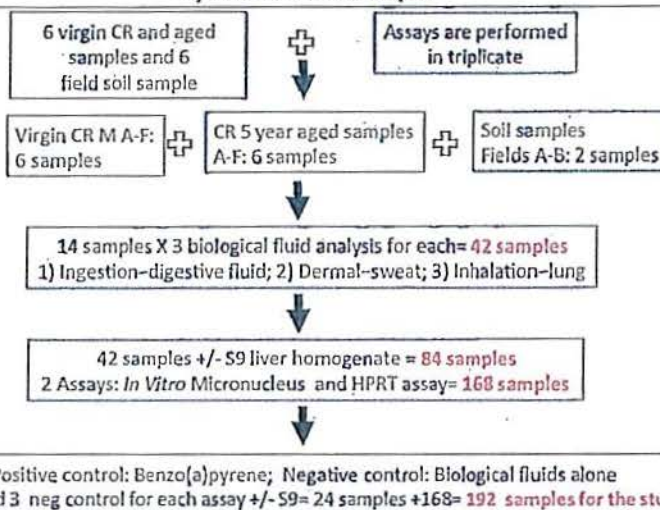 6 virgin CR and aged
samples and 6
field soil sample
Assays are performed
in triplicate
Virgin CR M A-F:
6 samples
CR 5 year aged samples
A-F: 6 samples
Soil samples
Fields A-B: 2 samples
14 samples X 3 biological fluid analysis for each= 42 samples
1) Ingestion-digestive fluid; 2) Dermal-sweat; 3) Inhalation-lung
42 samples +/- S9 liver homogenate = 84 samples
2 Assays: In Vitro Micronucleus and HPRT assay= 168 samples
ositive control: Benzo(a)pyrene; Negative control: Biological fluids alone
3 neg control for each assay +/- S9= 24 samples +168= 192 samples for the